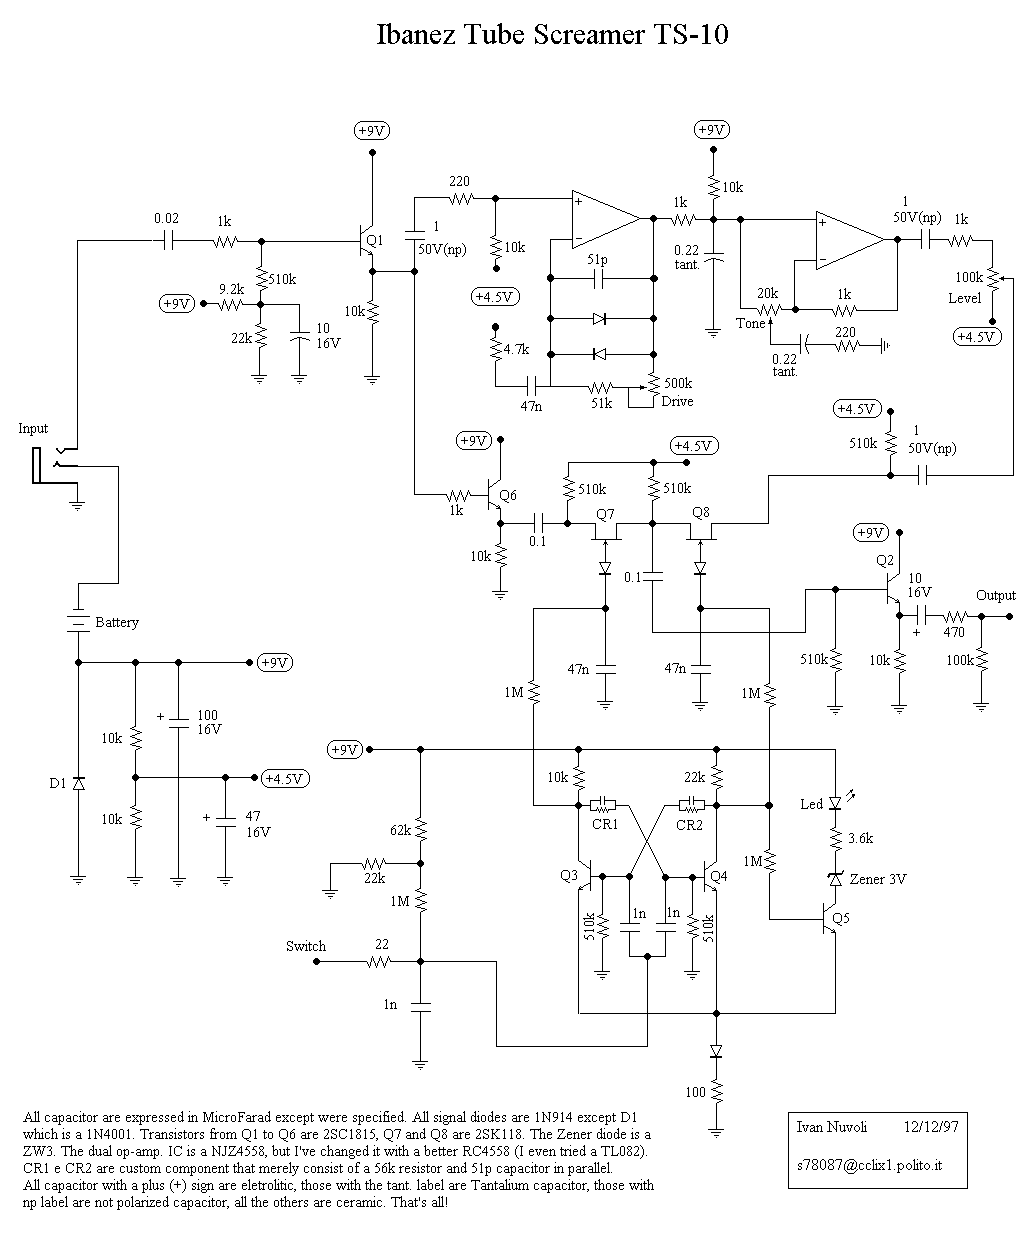 Ibanez Tube Screamer TS-10
+9V
+9V
220
0.02
1k
Q1
1
50V(np)
+
−
10k
+4.5V
510k
9.2k
+9V
22k
10
16V
10k
51p
4.7k
47n
51k
500k
Drive
1k
10k
0.22
tant.
+
−
1
50V(np)
1k
100k
Level
+4.5V
20k
Tone
1k
220
0.22
tant.
Input
Battery
+9V
+4.5V
510k
1
50V(np)
+9V
Q6
1k
10k
0.1
510k
510k
+4.5V
Q7
Q8
0.1
+9V
Q2
10
16V
+
470
Output
510k
10k
100k
47n
47n
1M
1M
+9V
+
100
16V
10k
D1
+4.5V
10k
+
47
16V
+9V
10k
22k
CR1
CR2
Led
3.6k
Zener 3V
62k
22k
1M
1M
Q3
Q4
Q5
510k
1n
1n
510k
Switch
22
1n
100
All capacitor are expressed in MicroFarad except were specified. All signal diodes are 1N914 except D1
which is a 1N4001. Transistors from Q1 to Q6 are 2SC1815, Q7 and Q8 are 2SK118. The Zener diode is a
ZW3. The dual op-amp. IC is a NJZ4558, but I've changed it with a better RC4558 (I even tried a TL082).
CR1 e CR2 are custom component that merely consist of a 56k resistor and 51p capacitor in parallel.
All capacitor with a plus (+) sign are eletrolitic, those with the tant. label are Tantalium capacitor, those with
np label are not polarized capacitor, all the others are ceramic. That's all!
Ivan Nuvoli 12/12/97
s78087@cclix1.polito.it